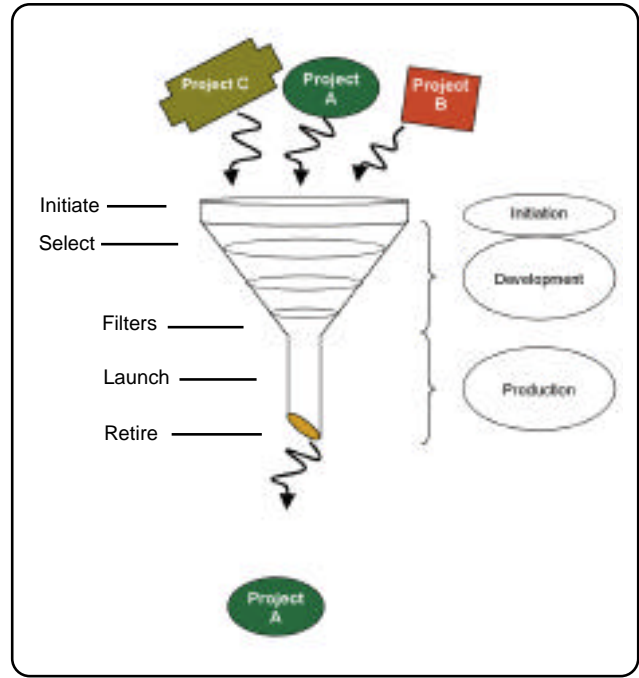 Project C
Project
A
Project
B
Initiate
Select
Filters
Launch
Retire
Initiation
Development
Production
Project
A